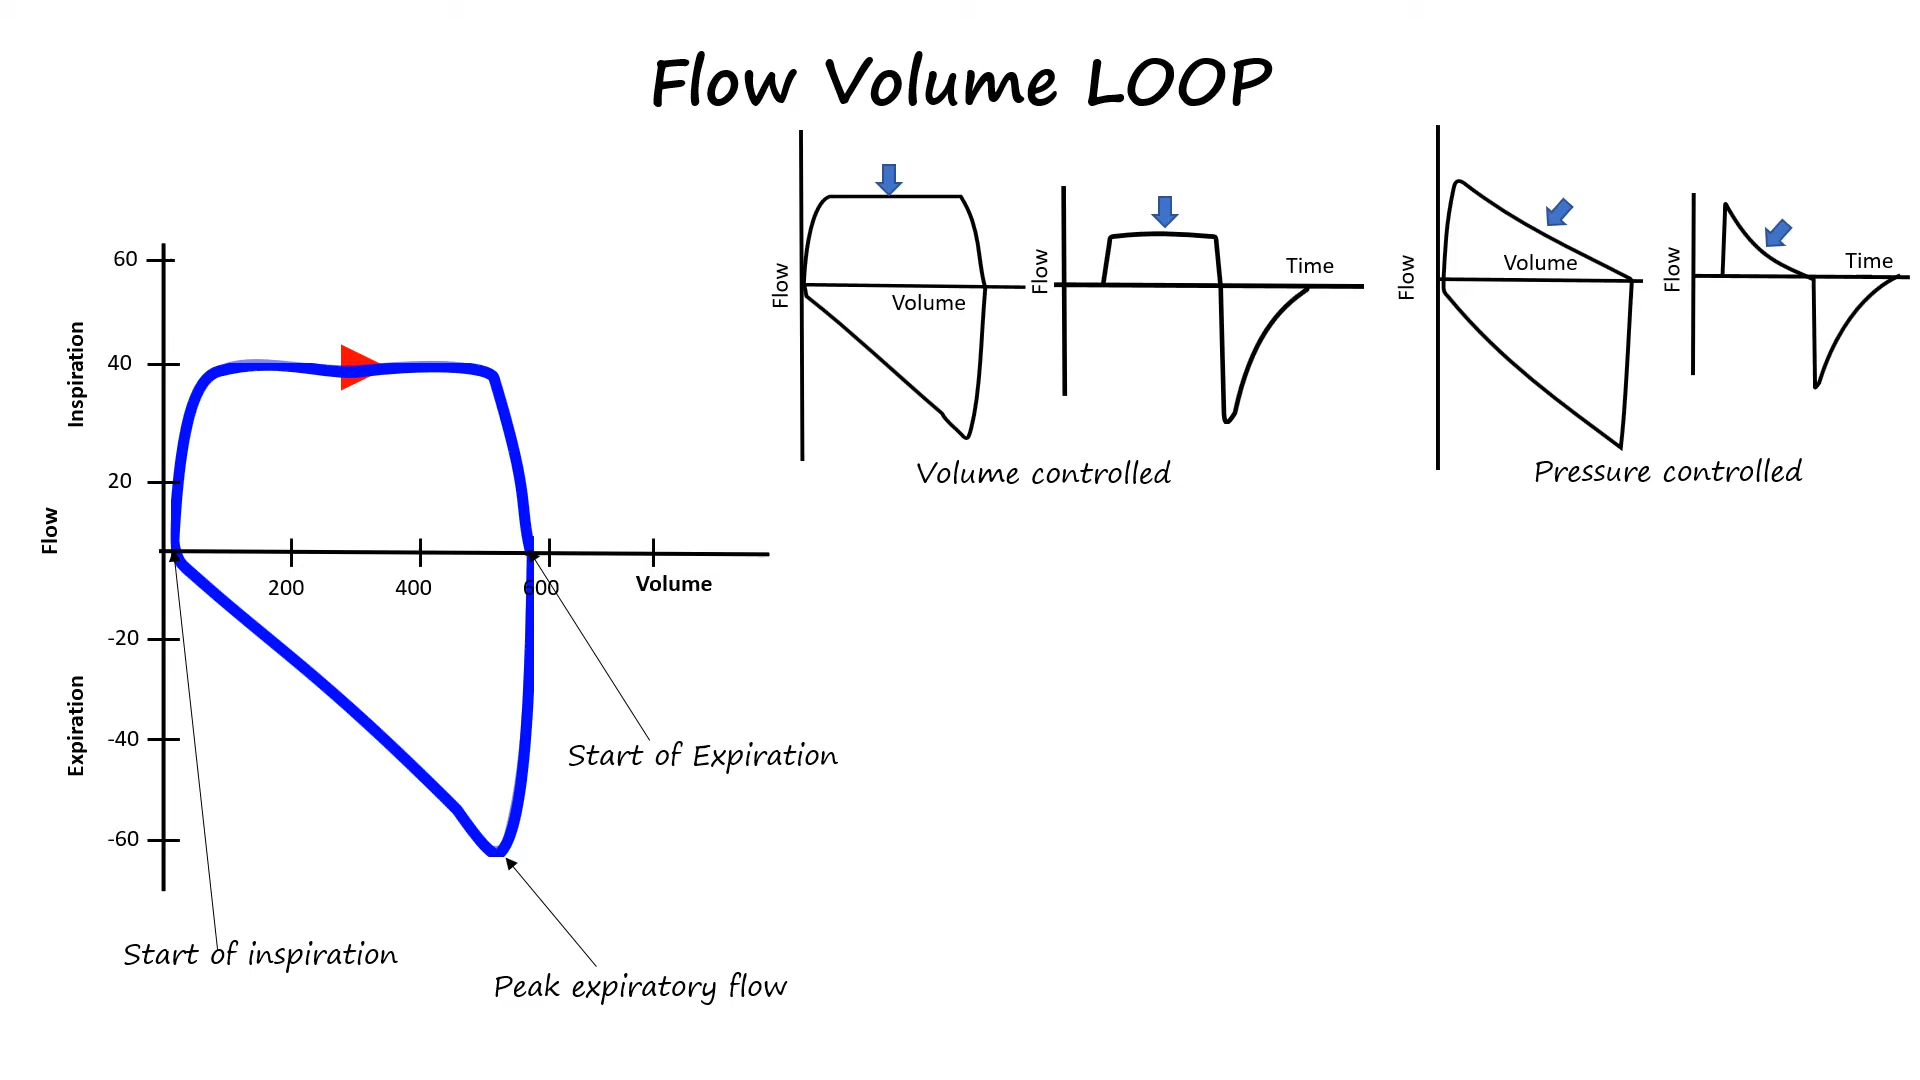 Flow Volume LOOP
60
40
20
-20
-40
-60
Inspiration
Flow
Expiration
200
400
600
Volume
Start of Expiration
Start of inspiration
Peak expiratory flow
Flow
Volume
Flow
Time
Volume controlled
Flow
Volume
Flow
Time
Pressure controlled